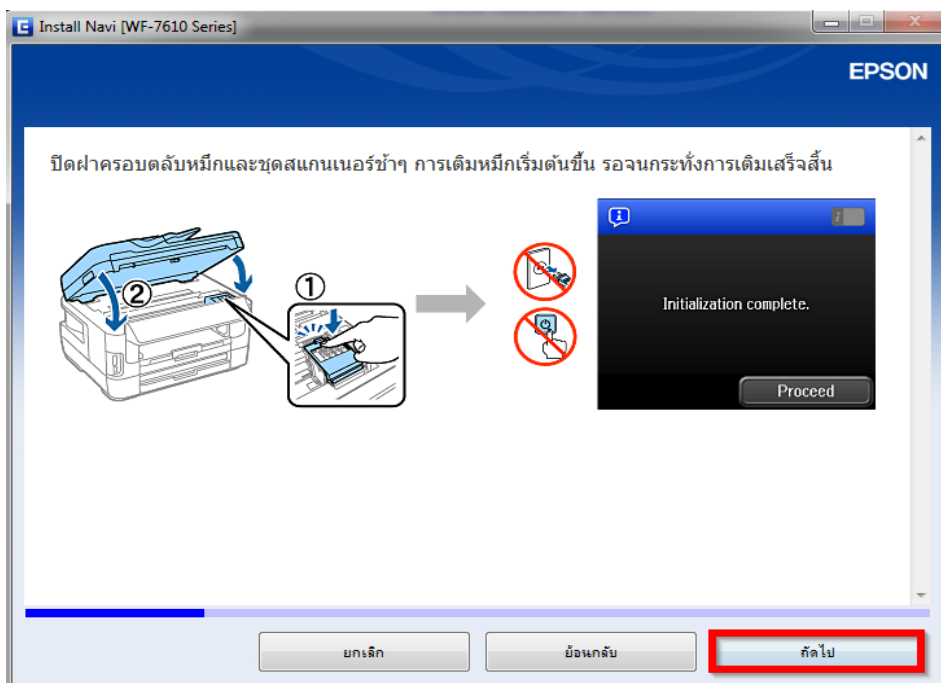 Install Navi [WF-7610 Series]
EPSON
ปิดฝาครอบตลับหมึกและชุดสแกนเนอร์ช้าๆ การเติมหมึกเริ่มต้นขึ้น รอจนกระทั่งการเติมเสร็จสิ้น
②
①
Initialization complete.
Proceed
ยกเลิก
ย้อนกลับ
ถัดไป